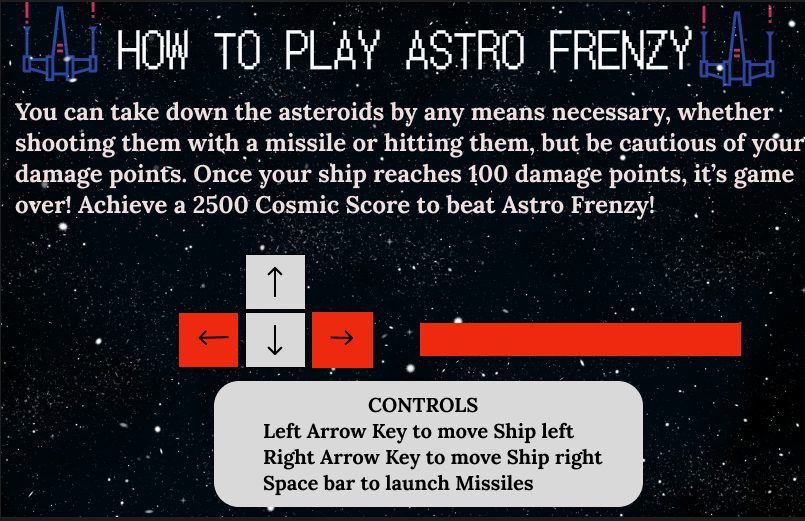 HOW TO PLAY ASTRO FRENZY
You can take down the asteroids by any means necessary, whether
shooting them with a missile or hitting them, but be cautious of your
damage points. Once your ship reaches 100 damage points, it's game
over! Achieve a 2500 Cosmic Score to beat Astro Frenzy!
↑
← ↓ →
CONTROLS
Left Arrow Key to move Ship left
Right Arrow Key to move Ship right
Space bar to launch Missiles